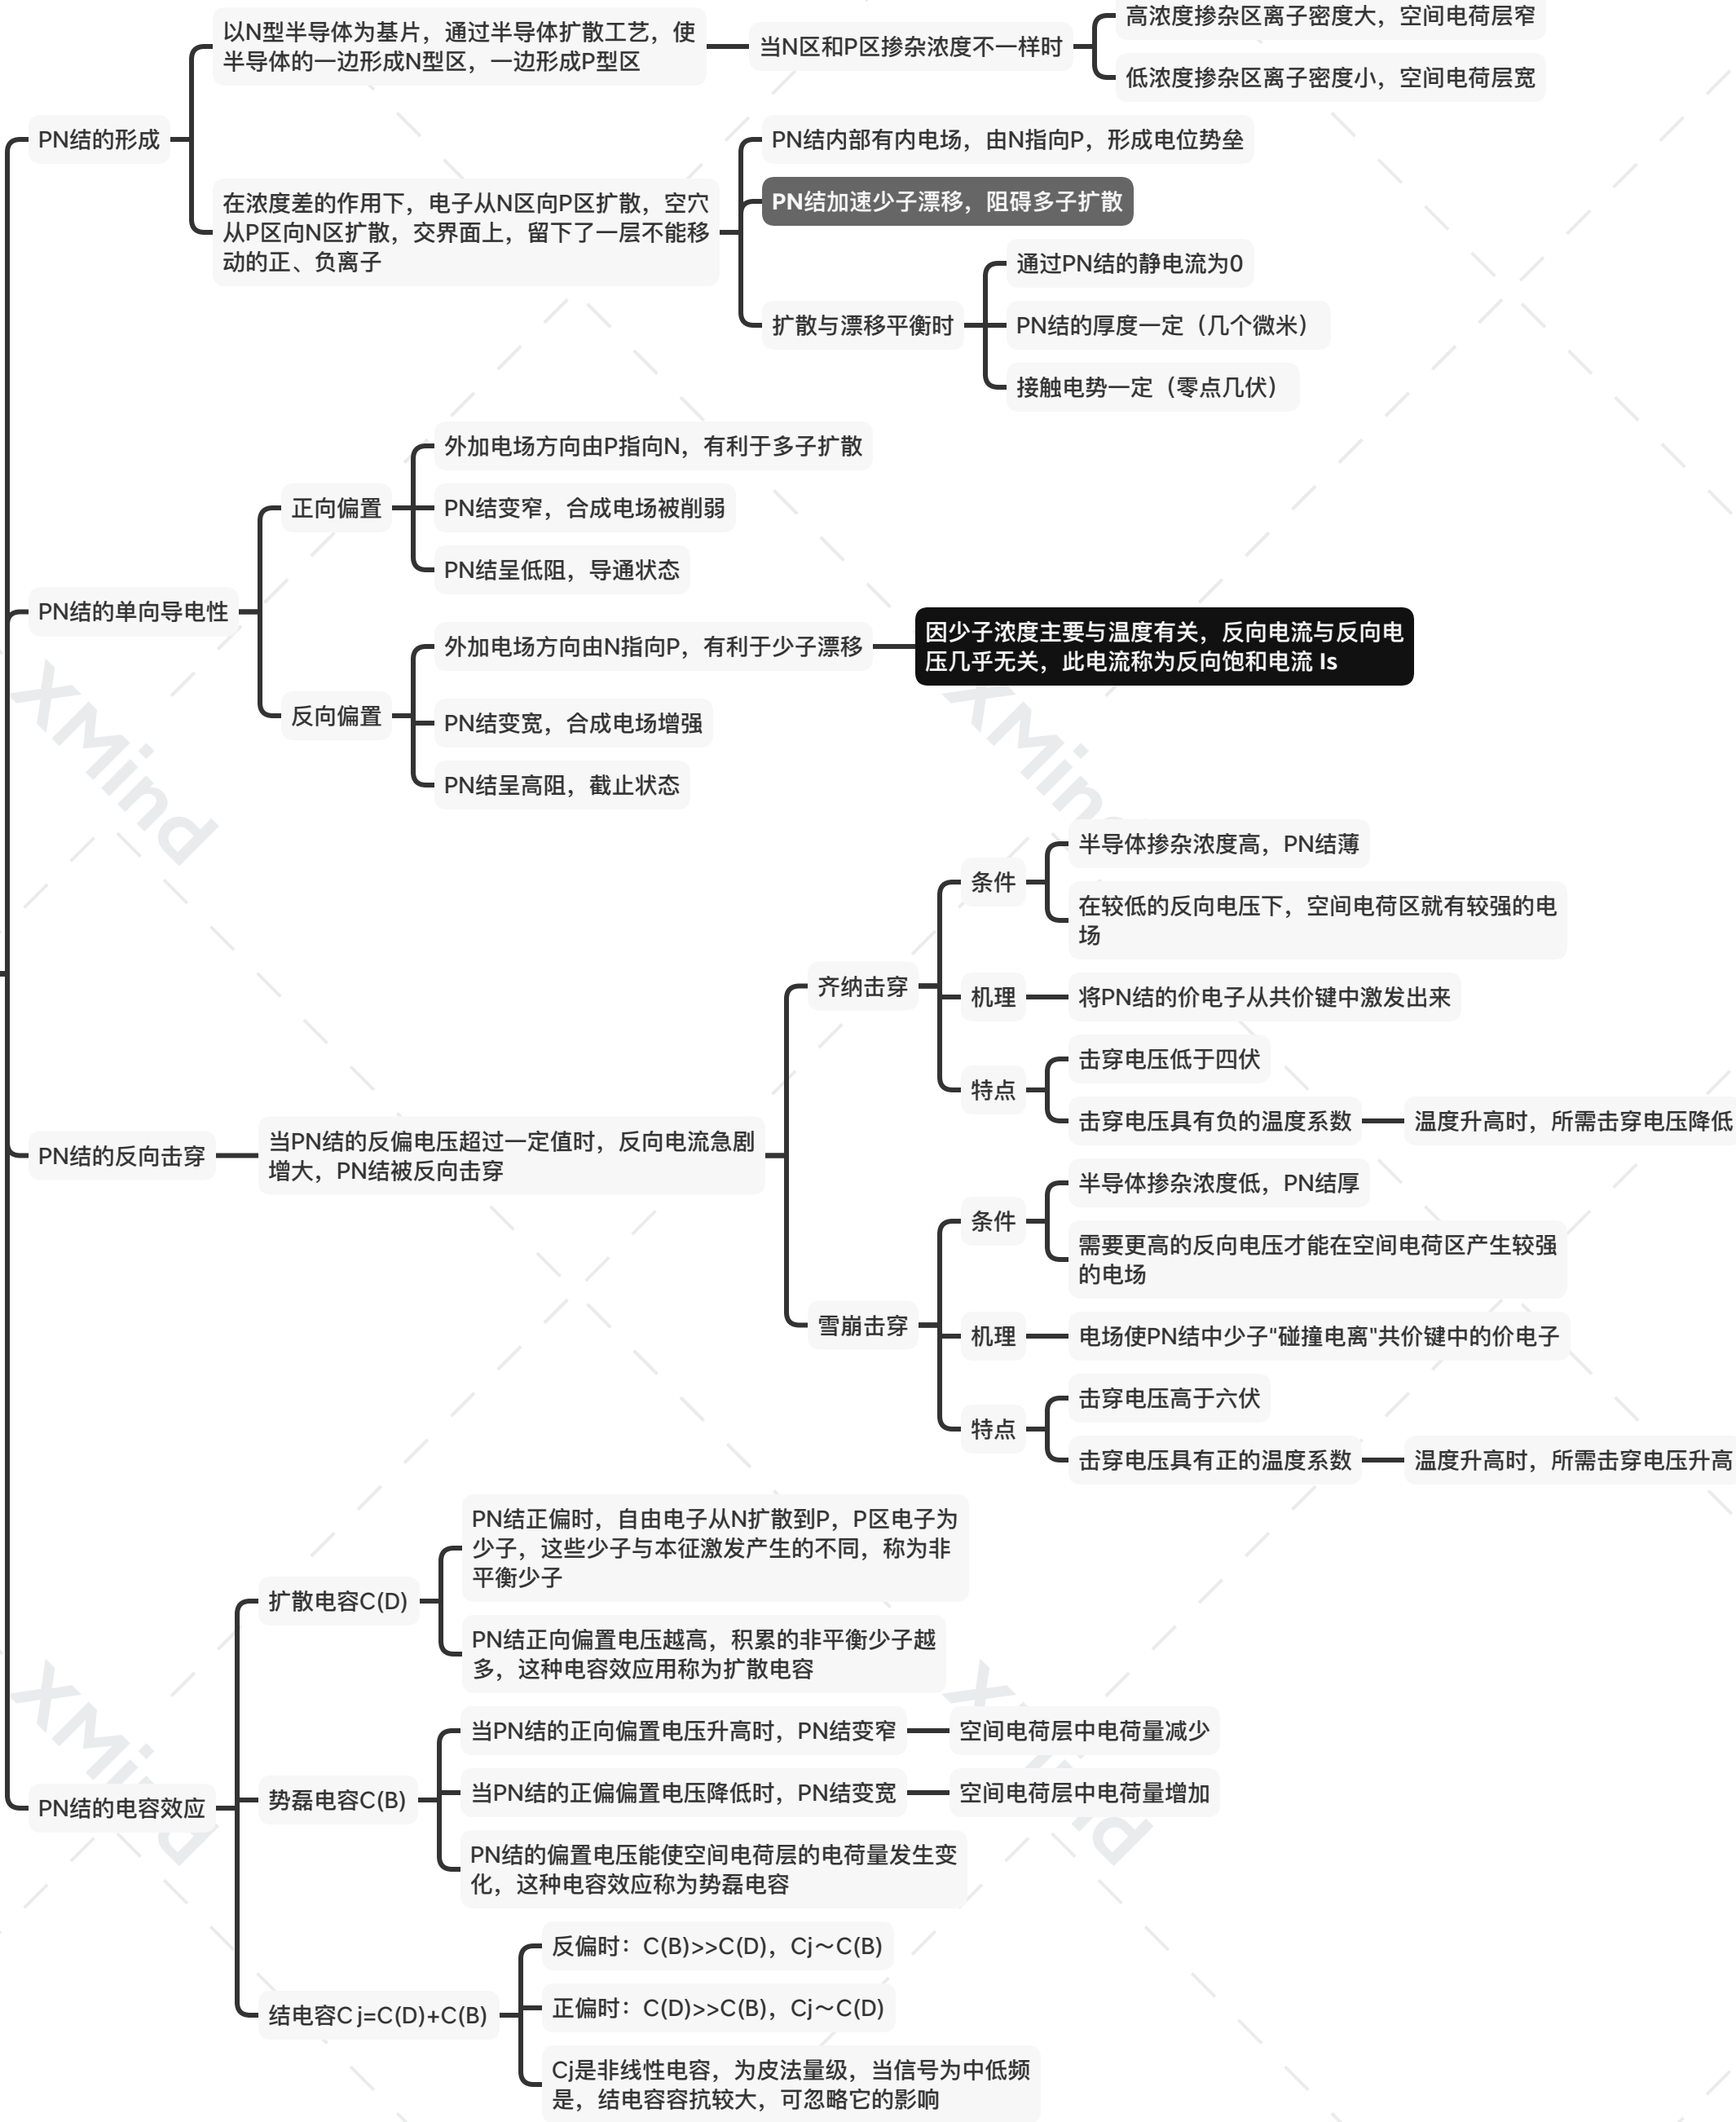 PN结的形成
以N型半导体为基片，通过半导体扩散工艺，使
半导体的一边形成N型区，一边形成P型区
当N区和P区掺杂浓度不一样时
高浓度掺杂区离子密度大，空间电荷层窄
低浓度掺杂区离子密度小，空间电荷层宽
在浓度差的作用下，电子从N区向P区扩散，空穴
从P区向N区扩散，交界面上，留下了一层不能移
动的正、负离子
PN结内部有内电场，由N指向P，形成电位势垒
PN结加速少子漂移，阻碍多子扩散
扩散与漂移平衡时
通过PN结的静电流为0
PN结的厚度一定（几个微米）
接触电势一定（零点几伏）
PN结的单向导电性
正向偏置
外加电场方向由P指向N，有利于多子扩散
PN结变窄，合成电场被削弱
PN结呈低阻，导通状态
反向偏置
外加电场方向由N指向P，有利于少子漂移
因少子浓度主要与温度有关，反向电流与反向电
压几乎无关，此电流称为反向饱和电流 Is
PN结变宽，合成电场增强
PN结呈高阻，截止状态
PN结的反向击穿
当PN结的反偏电压超过一定值时，反向电流急剧
增大，PN结被反向击穿
齐纳击穿
条件
半导体掺杂浓度高，PN结薄
在较低的反向电压下，空间电荷区就有较强的电
场
机理
将PN结的价电子从共价键中激发出来
特点
击穿电压低于四伏
击穿电压具有负的温度系数
温度升高时，所需击穿电压降低
雪崩击穿
条件
半导体掺杂浓度低，PN结厚
需要更高的反向电压才能在空间电荷区产生较强
的电场
机理
电场使PN结中少子"碰撞电离"共价键中的价电子
特点
击穿电压高于六伏
击穿电压具有正的温度系数
温度升高时，所需击穿电压升高
PN结的电容效应
扩散电容C(D)
PN结正偏时，自由电子从N扩散到P，P区电子为
少子，这些少子与本征激发产生的不同，称为非
平衡少子
PN结正向偏置电压越高，积累的非平衡少子越
多，这种电容效应用称为扩散电容
势磊电容C(B)
当PN结的正向偏置电压升高时，PN结变窄
空间电荷层中电荷量减少
当PN结的正偏偏置电压降低时，PN结变宽
空间电荷层中电荷量增加
PN结的偏置电压能使空间电荷层的电荷量发生变
化，这种电容效应称为势磊电容
结电容C j=C(D)+C(B)
反偏时：C(B)>>C(D)，Cj～C(B)
正偏时：C(D)>>C(B)，Cj～C(D)
Cj是非线性电容，为皮法量级，当信号为中低频
是，结电容容抗较大，可忽略它的影响
XMind
XMind
XMind
XMind